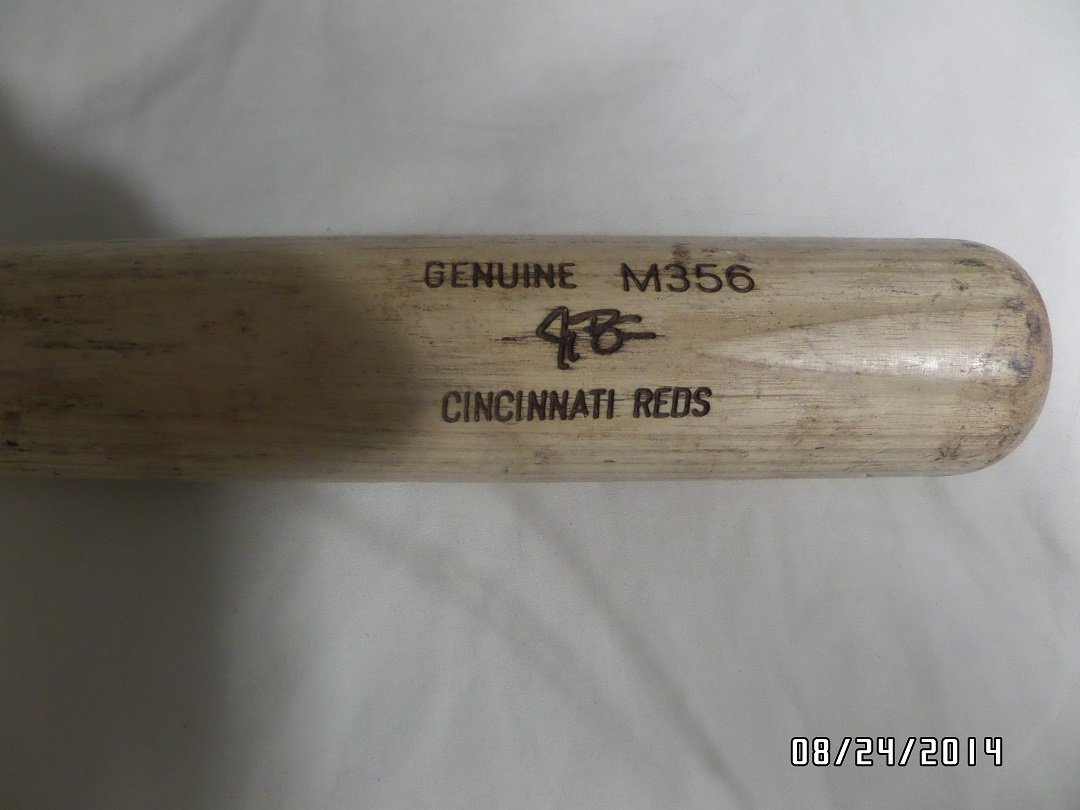 GENUINE M356
CINCINNATI REDS
08/24/2014